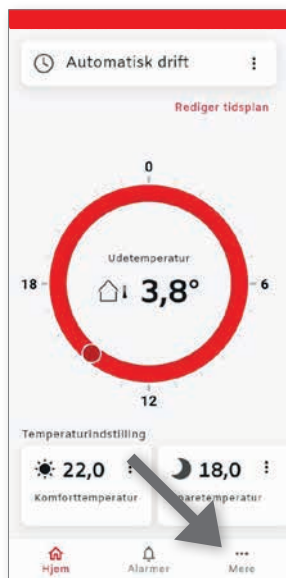 Automatisk drift
Rediger tidsplan
0
Udetemperatur
3,8°
18
6
12
Temperaturindstilling
22,0
18,0
Komforttemperatur
Hjem
Alarmer
Mere